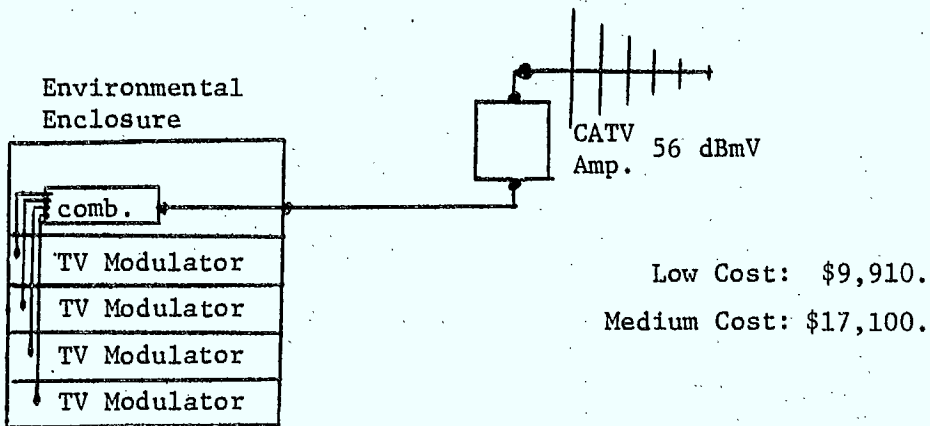 Environmental
Enclosure
comb.
TV Modulator
TV Modulator
TV Modulator
TV Modulator
CATV
Amp. 56 dBmV
Low Cost: $9,910.
Medium Cost: $17,100.